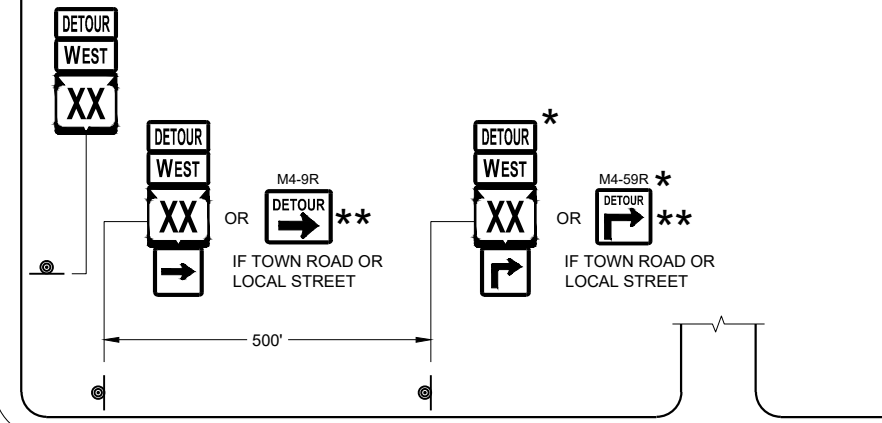 DETOUR
WEST
XX
DETOUR
WEST
XX
OR
M4-9R
DETOUR
**
IF TOWN ROAD OR
LOCAL STREET
DETOUR *
WEST
XX
OR
M4-59R *
DETOUR
**
IF TOWN ROAD OR
LOCAL STREET
500'